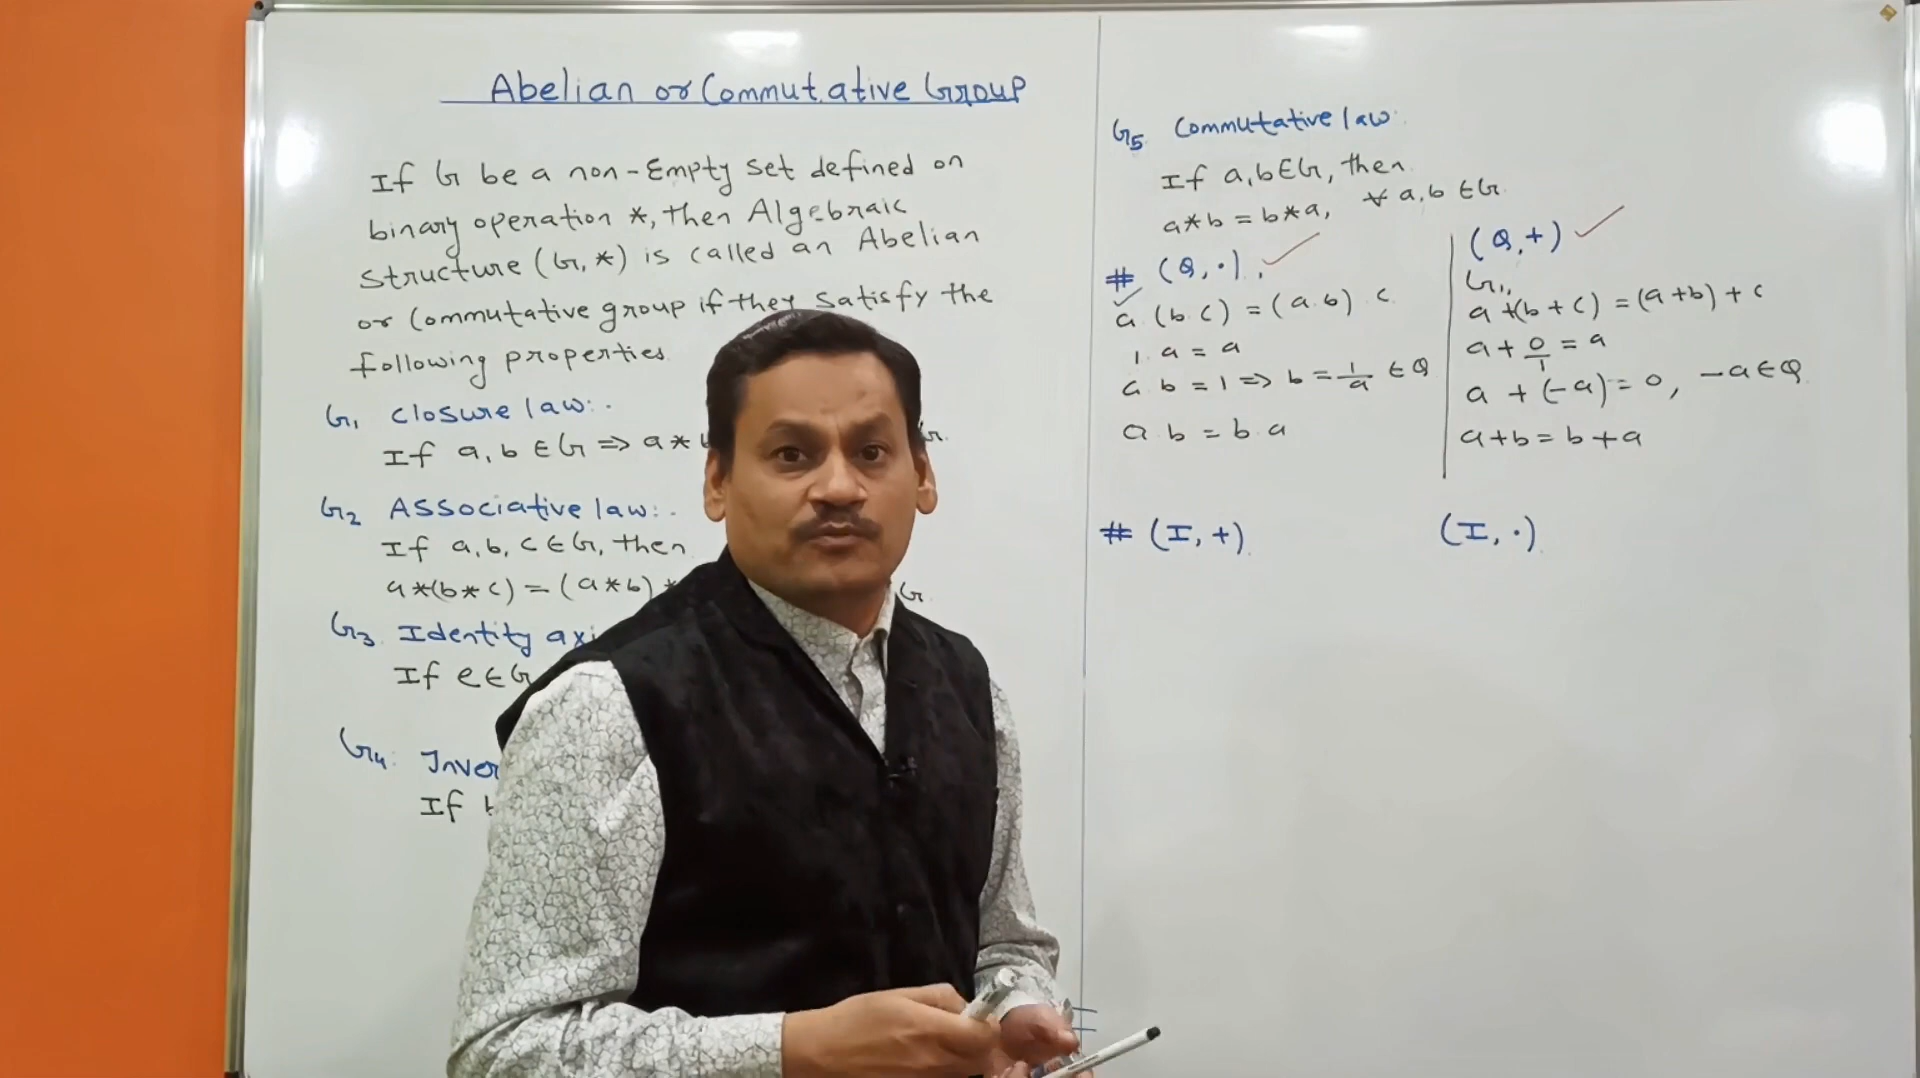 Abelian or Commutative Group
If G be a non-Empty set defined on
binary operation *, then Algebraic
Structure (G, *) is called an Abelian
or Commutative group if they satisfy the
following properties
G1 Closure law:.
If a, b ∈ G ⇒ a *
G2 Associative law:.
If a, b, c ∈ G, then
a*(b*c) = (a*b) * G
G3 Identity
If e ∈ G
G4:
If
G5 Commutative law:
If a, b ∈ G, then
a*b = b*a, ∀ a, b ∈ G
# (Q, ·), ✓
✓
a.(b.c) = (a.b).c
1.a = a
a.b = 1 ⇒ b = 1/a ∈ Q
a.b = b.a
(Q, +) ✓
G1,
a+(b+c) = (a+b)+c
a + 0/1 = a
a + (-a) = 0, -a ∈ Q
a+b = b+a
# (I, +)
(I, ·)